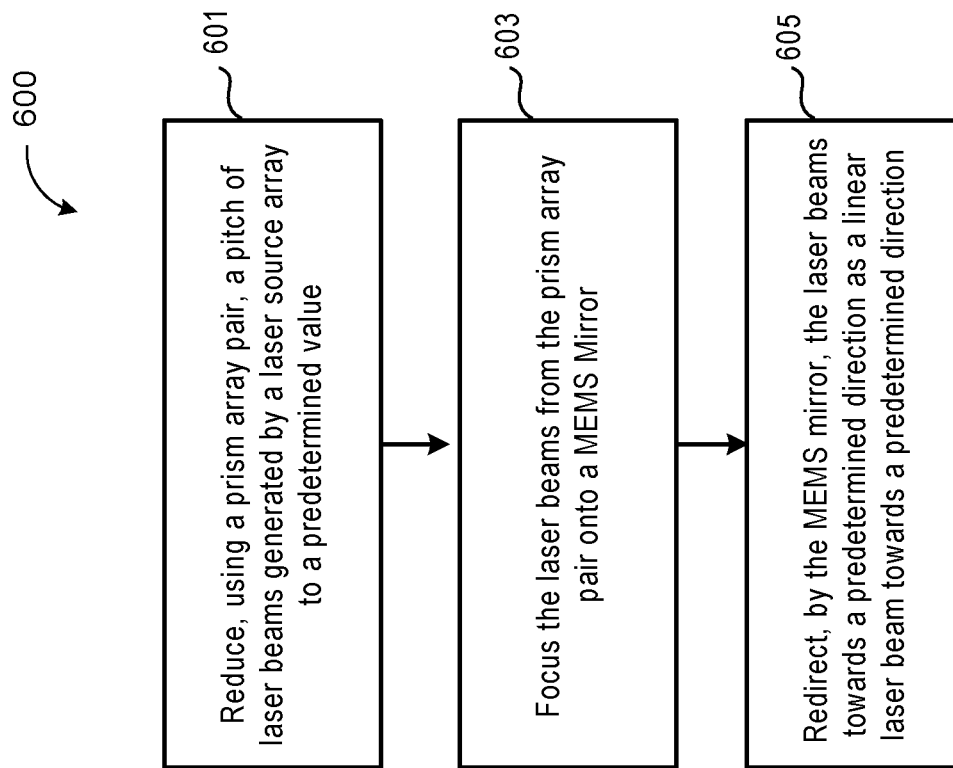 600
601
Reduce, using a prism array pair, a pitch of
laser beams generated by a laser source array
to a predetermined value
603
Focus the laser beams from the prism array
pair onto a MEMS Mirror
605
Redirect, by the MEMS mirror, the laser beams
towards a predetermined direction as a linear
laser beam towards a predetermined direction